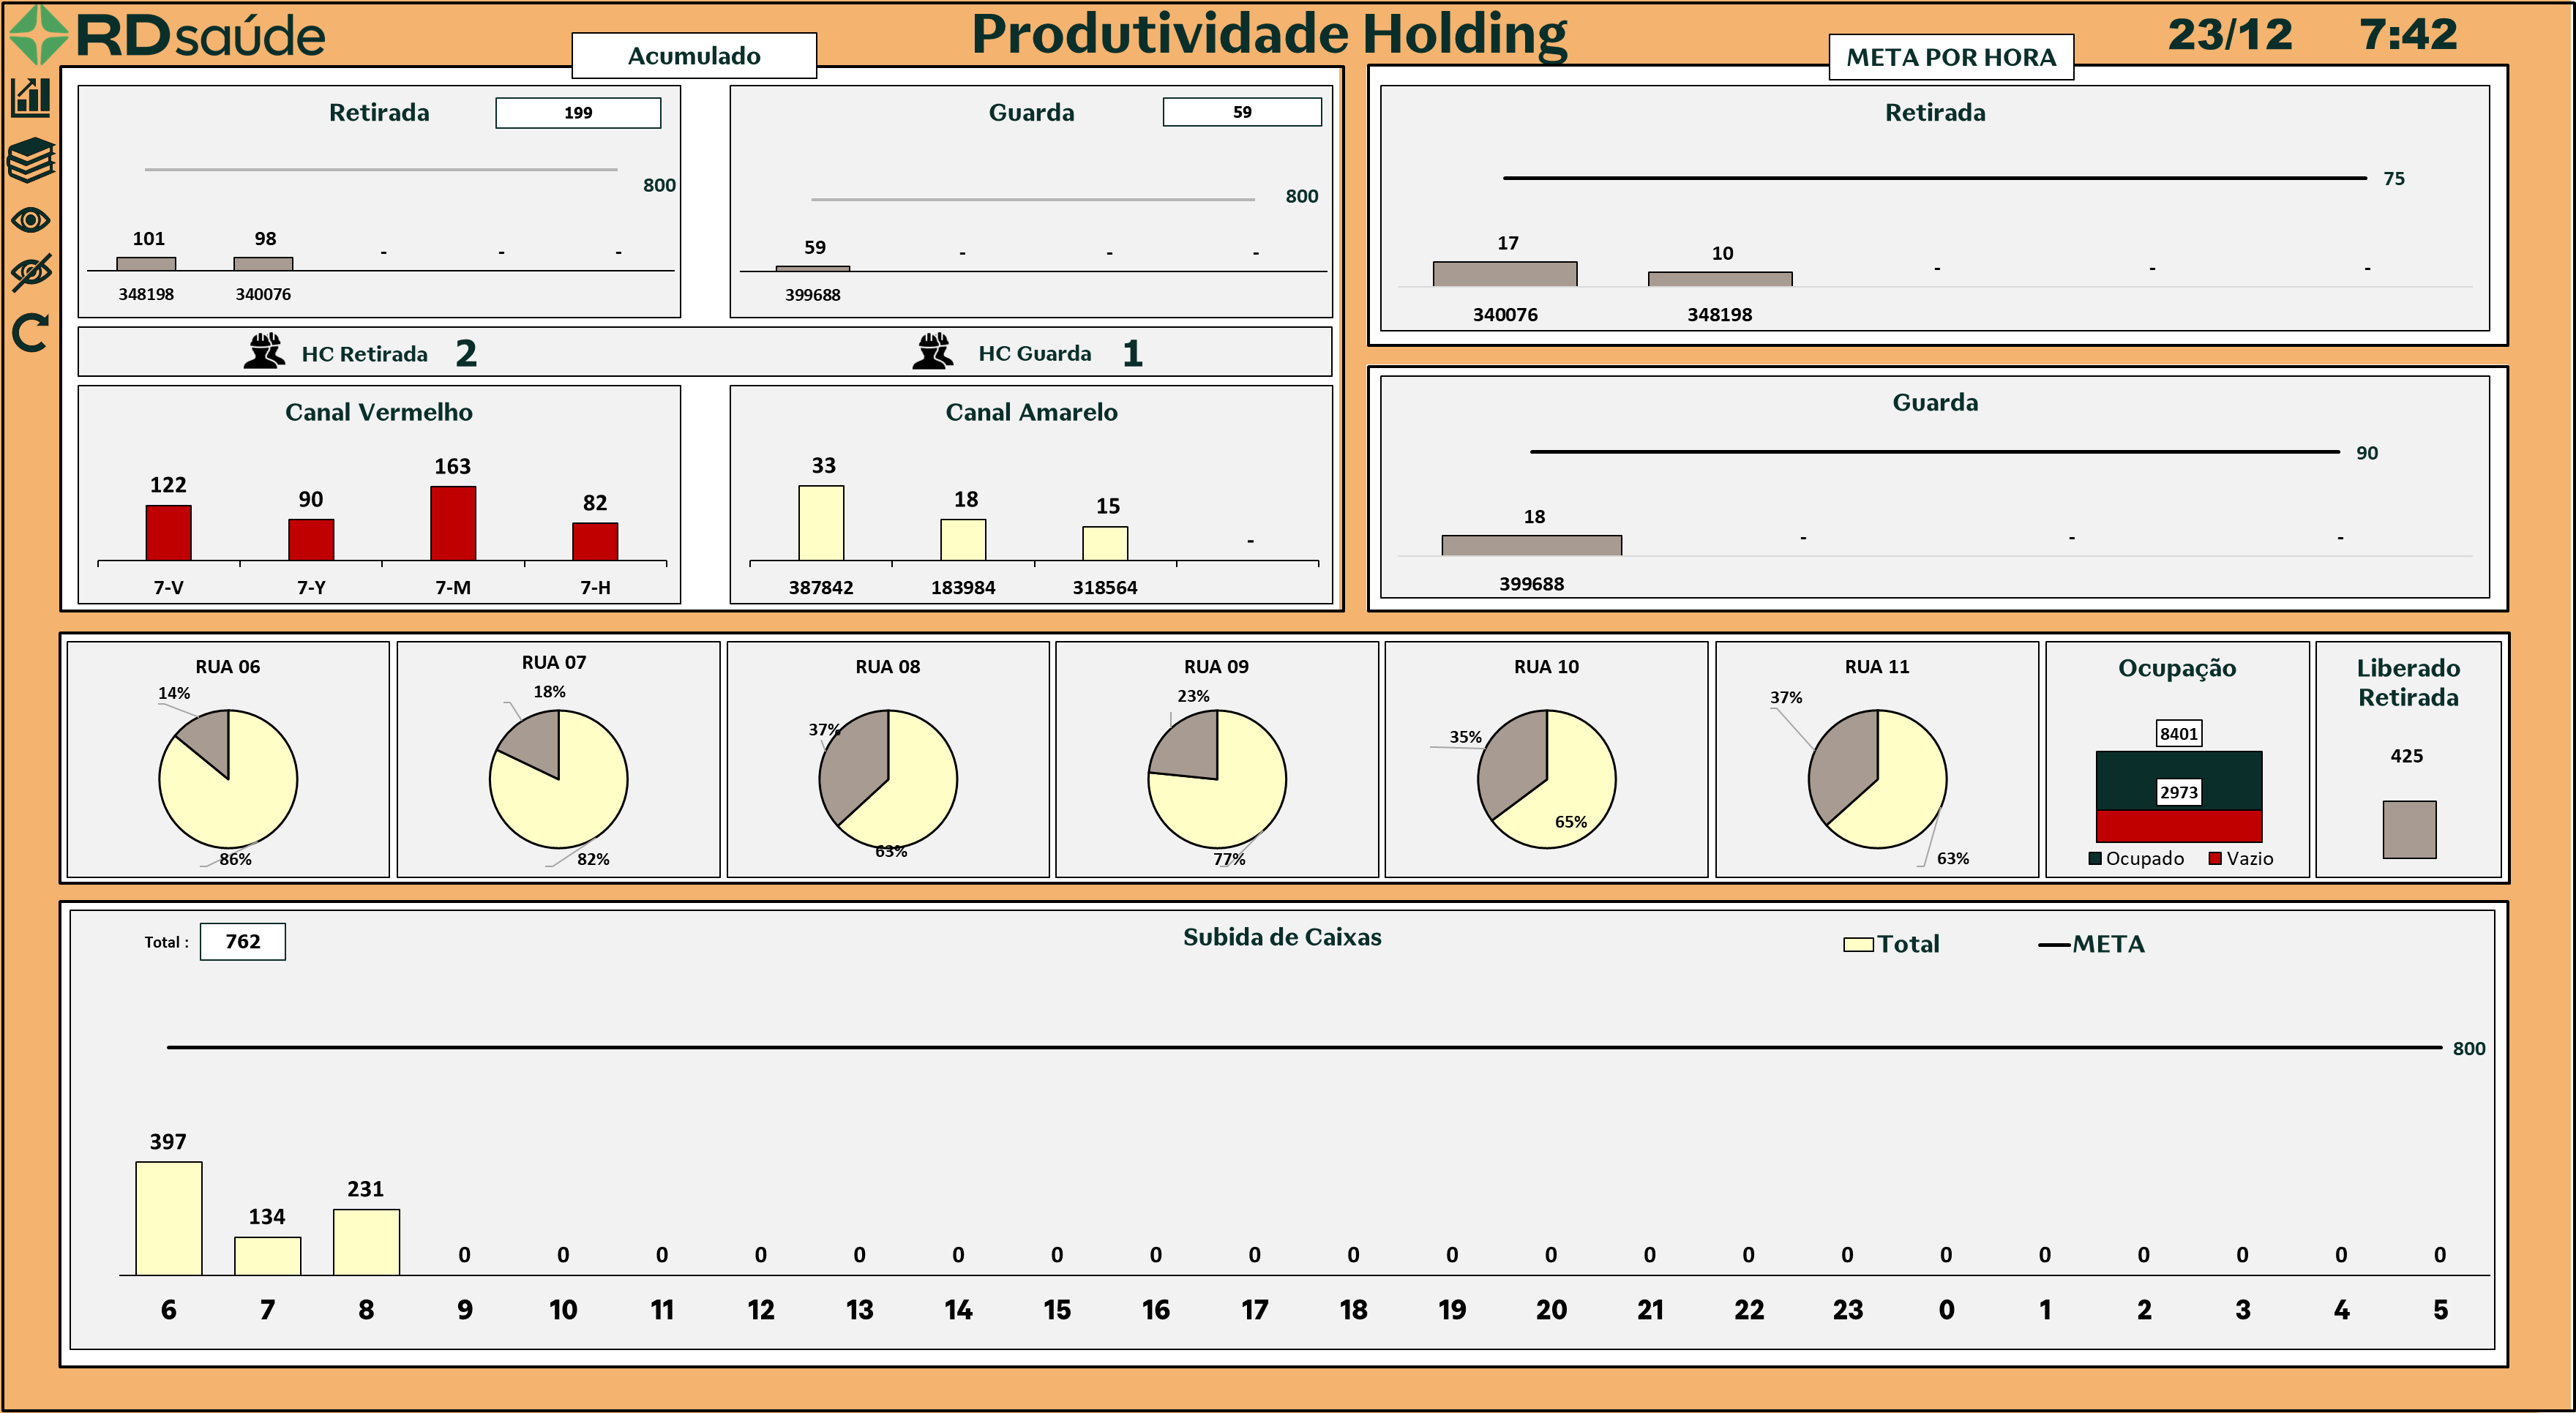 RDsaúde
Produtividade Holding
23/12 7:42
Acumulado
META POR HORA
Retirada 199
800
101 98 - - -
348198 340076
Guarda 59
800
59 - - -
399688
Retirada
75
17 10 - - -
340076 348198
HC Retirada 2
HC Guarda 1
Guarda
90
18 - - -
399688
Canal Vermelho
122 90 163 82
7-V 7-Y 7-M 7-H
Canal Amarelo
33 18 15 -
387842 183984 318564
RUA 06
14%
86%
RUA 07
18%
82%
RUA 08
37%
63%
RUA 09
23%
77%
RUA 10
35%
65%
RUA 11
37%
63%
Ocupação
8401
2973
Ocupado Vazio
Liberado
Retirada
425
Total : 762
Subida de Caixas
Total META
800
397 134 231 0 0 0 0 0 0 0 0 0 0 0 0 0 0 0 0 0 0 0 0 0
6 7 8 9 10 11 12 13 14 15 16 17 18 19 20 21 22 23 0 1 2 3 4 5